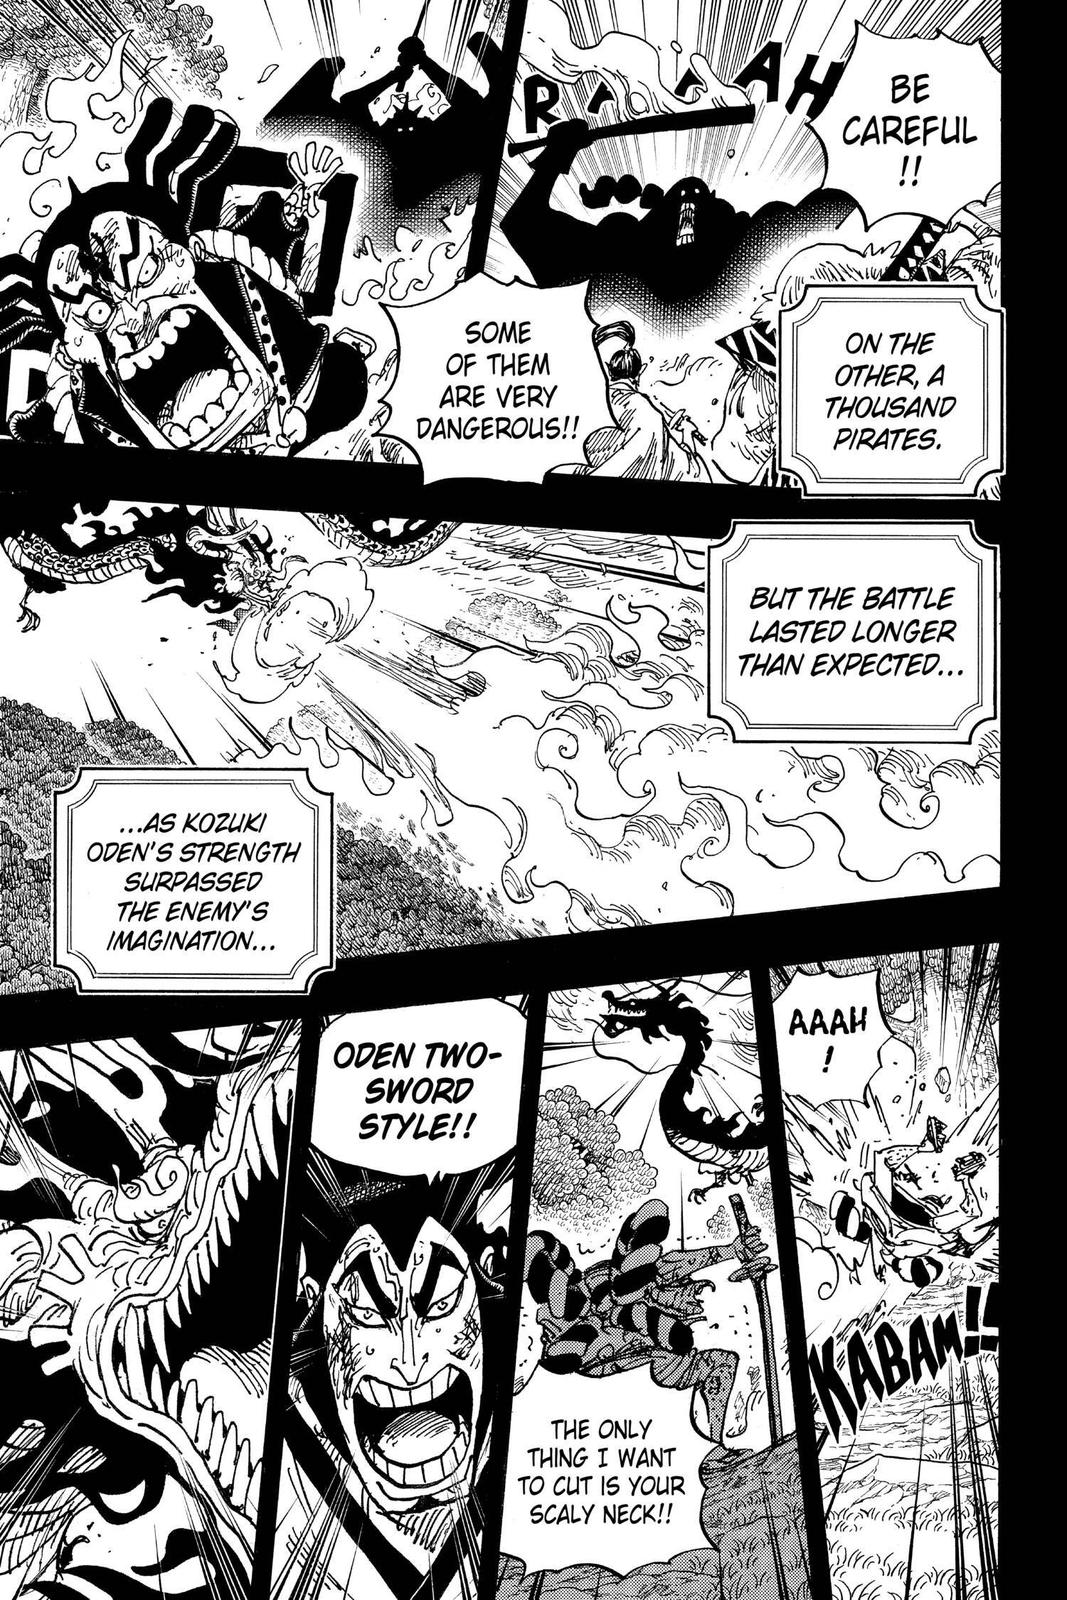 BE
CAREFUL
!!
RAAAAH
ON THE
OTHER, A
THOUSAND
PIRATES.
SOME
OF THEM
ARE VERY
DANGEROUS!!
BUT THE BATTLE
LASTED LONGER
THAN EXPECTED...
...AS KOZUKI
ODEN'S STRENGTH
SURPASSED
THE ENEMY'S
IMAGINATION...
AAAH
!
KABAM!!
THE ONLY
THING I WANT
TO CUT IS YOUR
SCALY NECK!!
ODEN TWO-
SWORD
STYLE!!